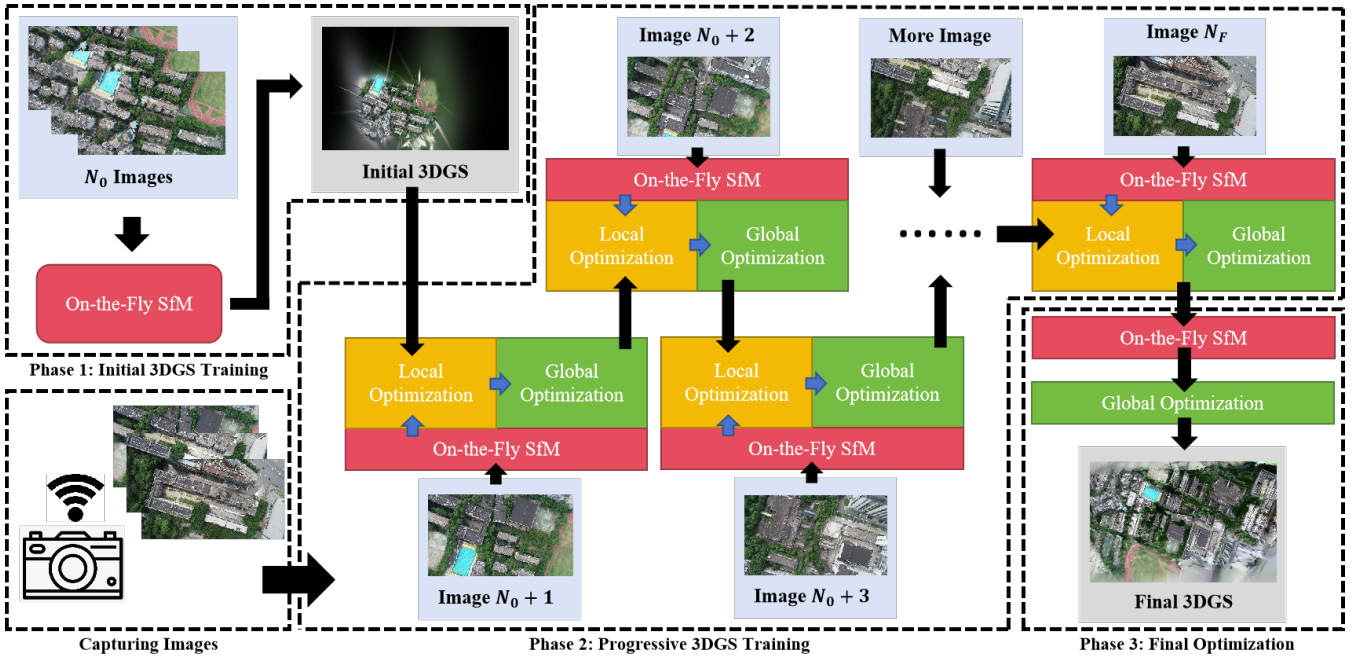 N₀ Images
On-the-Fly SfM
Initial 3DGS
Phase 1: Initial 3DGS Training
Capturing Images
Local
Optimization
Global
Optimization
On-the-Fly SfM
Image N₀ + 1
Image N₀ + 2
On-the-Fly SfM
Local
Optimization
Global
Optimization
Local
Optimization
Global
Optimization
On-the-Fly SfM
Image N₀ + 3
More Image
......
Image N_F
On-the-Fly SfM
Local
Optimization
Global
Optimization
Phase 2: Progressive 3DGS Training
On-the-Fly SfM
Global Optimization
Final 3DGS
Phase 3: Final Optimization